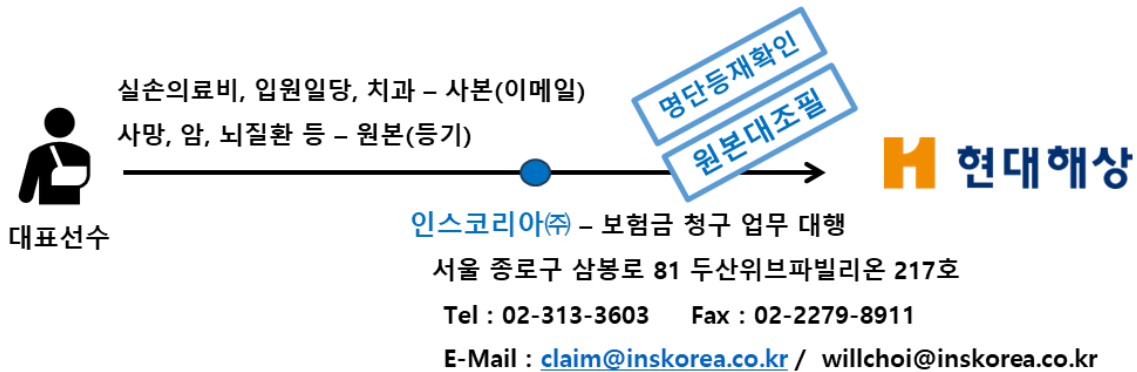 명단등재확인
원본대조필
실손의료비, 입원일당, 치과 – 사본(이메일)
사망, 암, 뇌질환 등 – 원본(등기)
현대해상
대표선수
인스코리아㈜ – 보험금 청구 업무 대행
서울 종로구 삼봉로 81 두산위브파빌리온 217호
Tel : 02-313-3603 Fax : 02-2279-8911
E-Mail : claim@inskorea.co.kr / willchoi@inskorea.co.kr